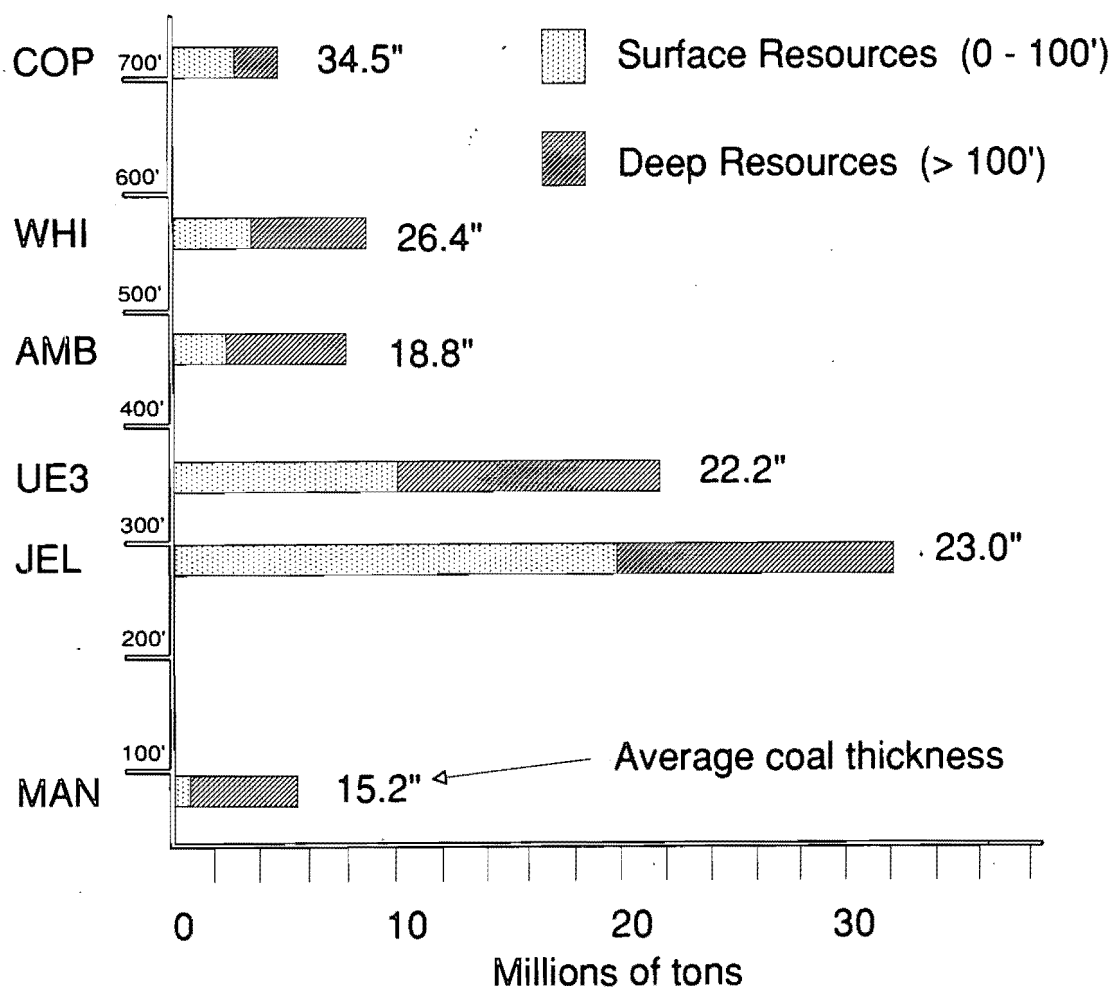 COP
700'
34.5"
Surface Resources (0 - 100')
Deep Resources (> 100')
600'
WHI
26.4"
500'
AMB
18.8"
400'
UE3
22.2"
300'
JEL
23.0"
200'
100'
Average coal thickness
MAN
15.2"
0 10 20 30
Millions of tons